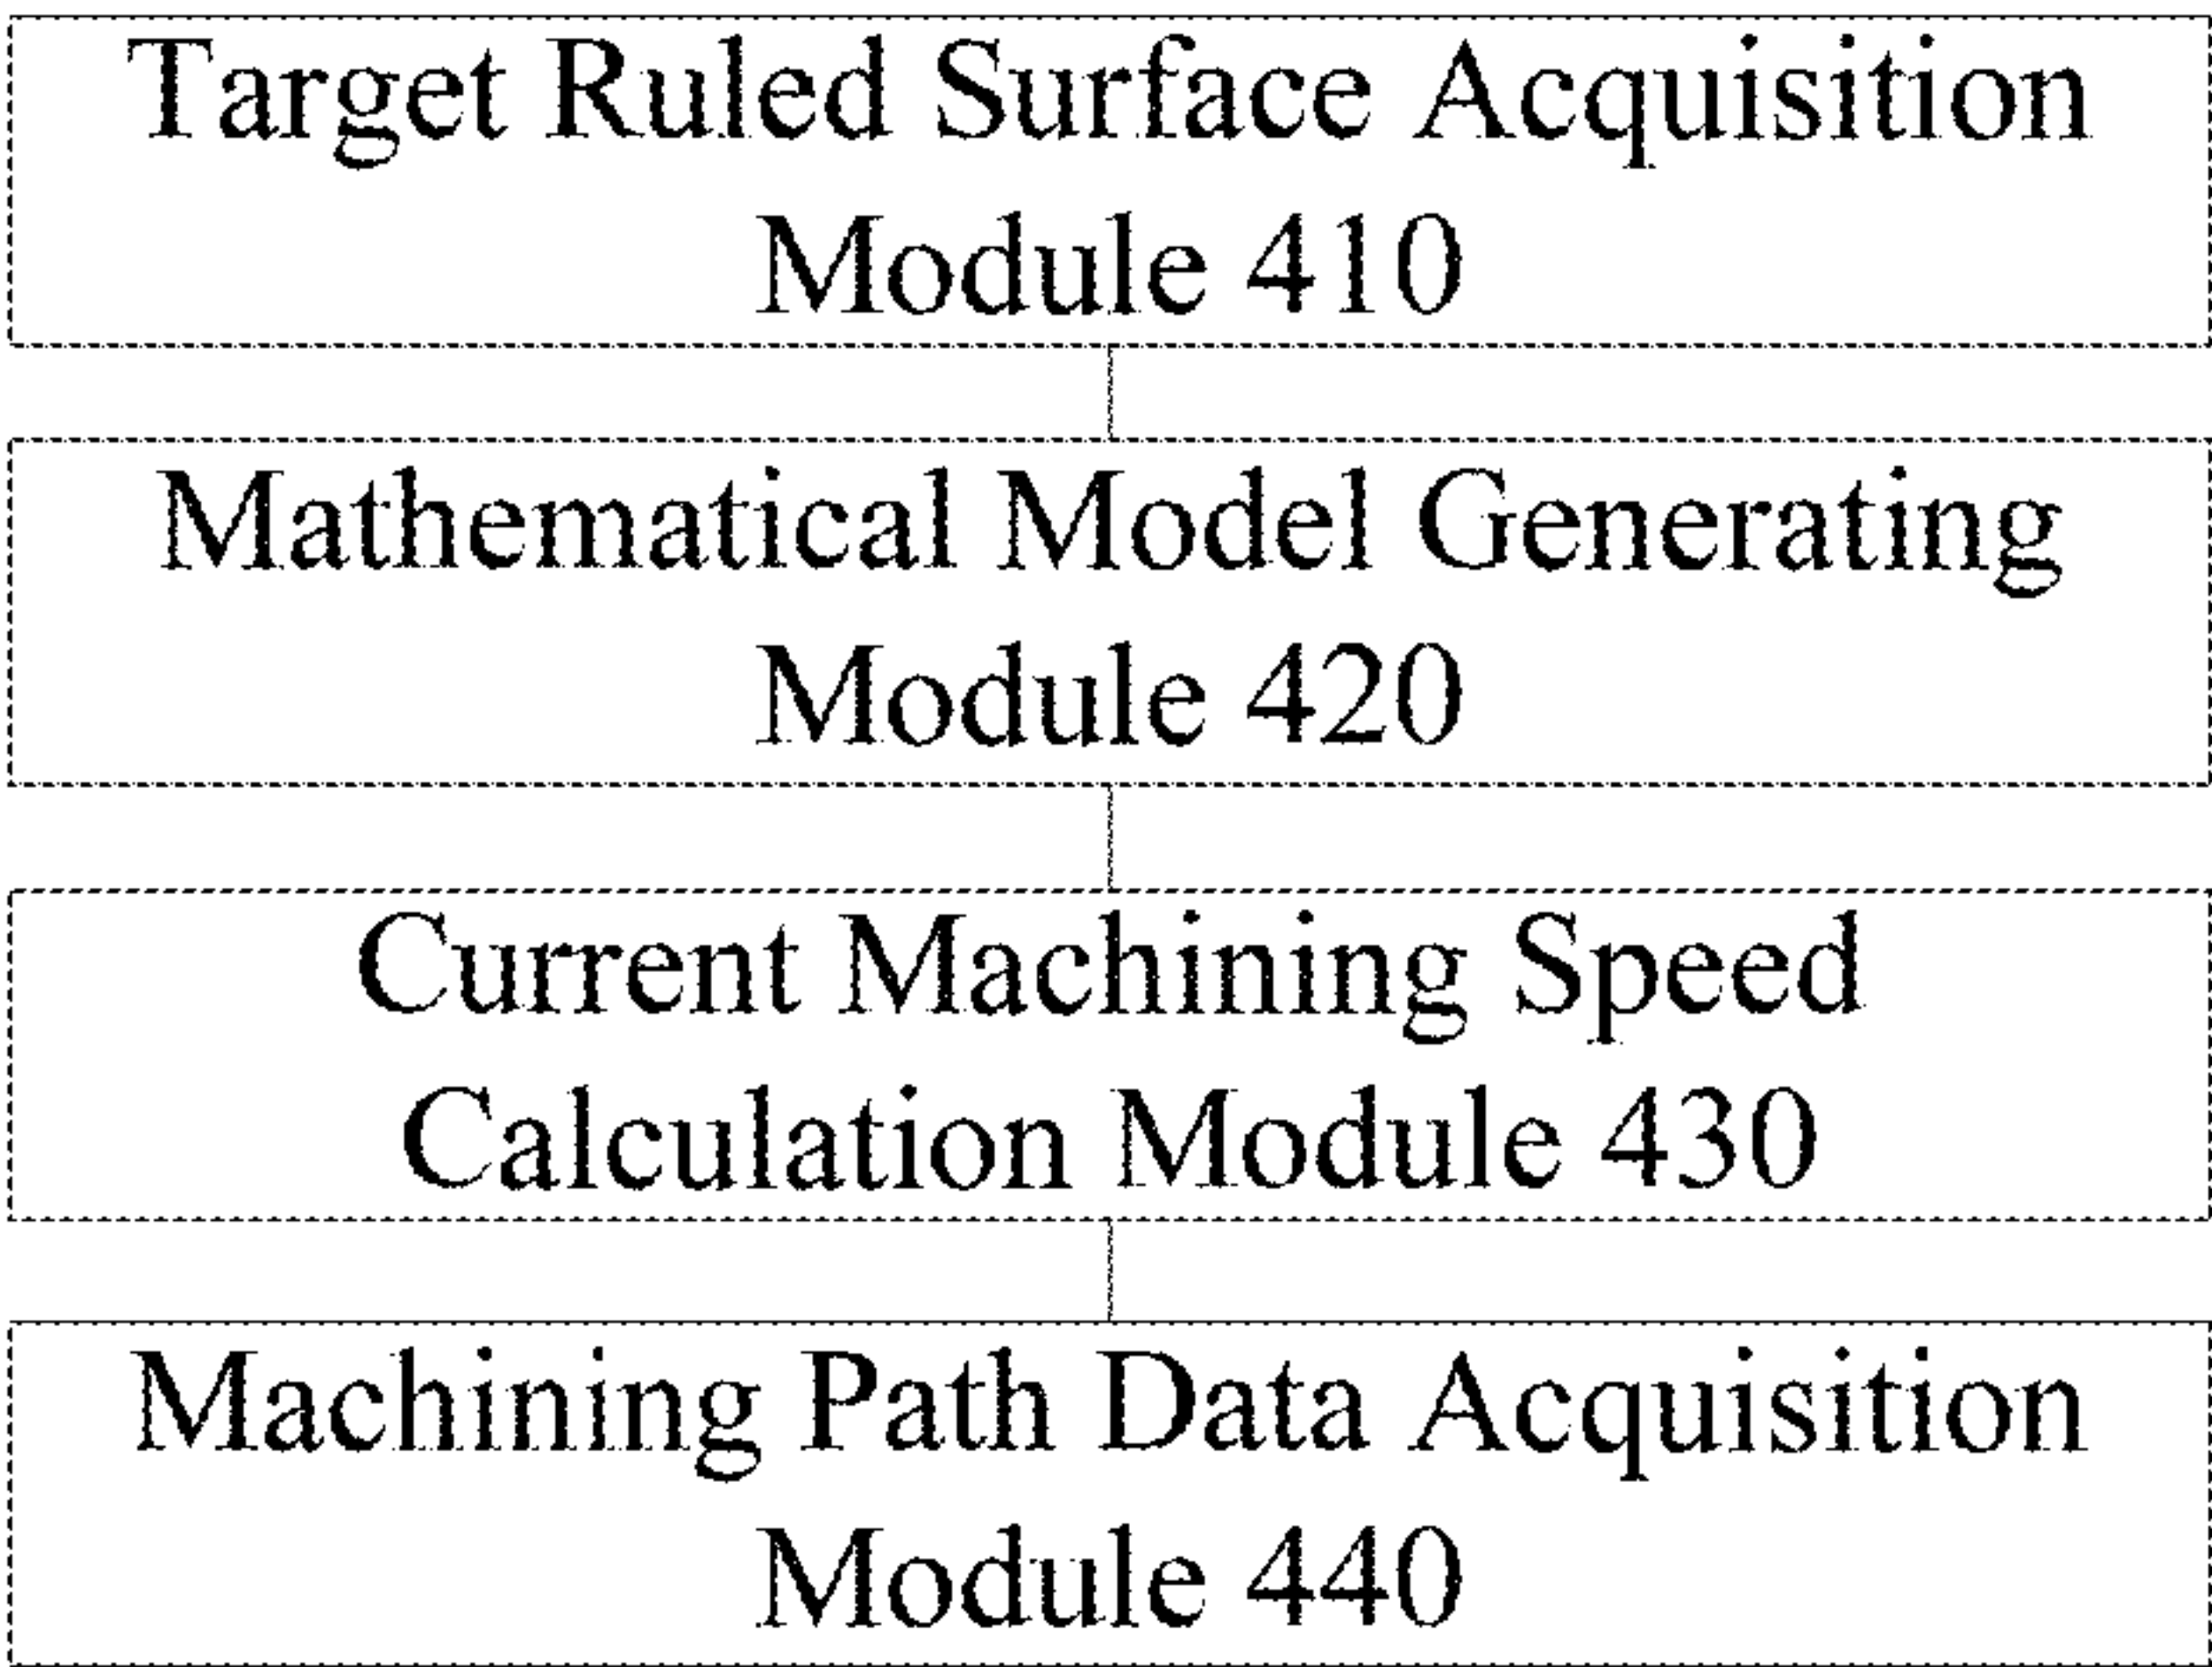 Target Ruled Surface Acquisition
Module 410
Mathematical Model Generating
Module 420
Current Machining Speed
Calculation Module 430
Machining Path Data Acquisition
Module 440